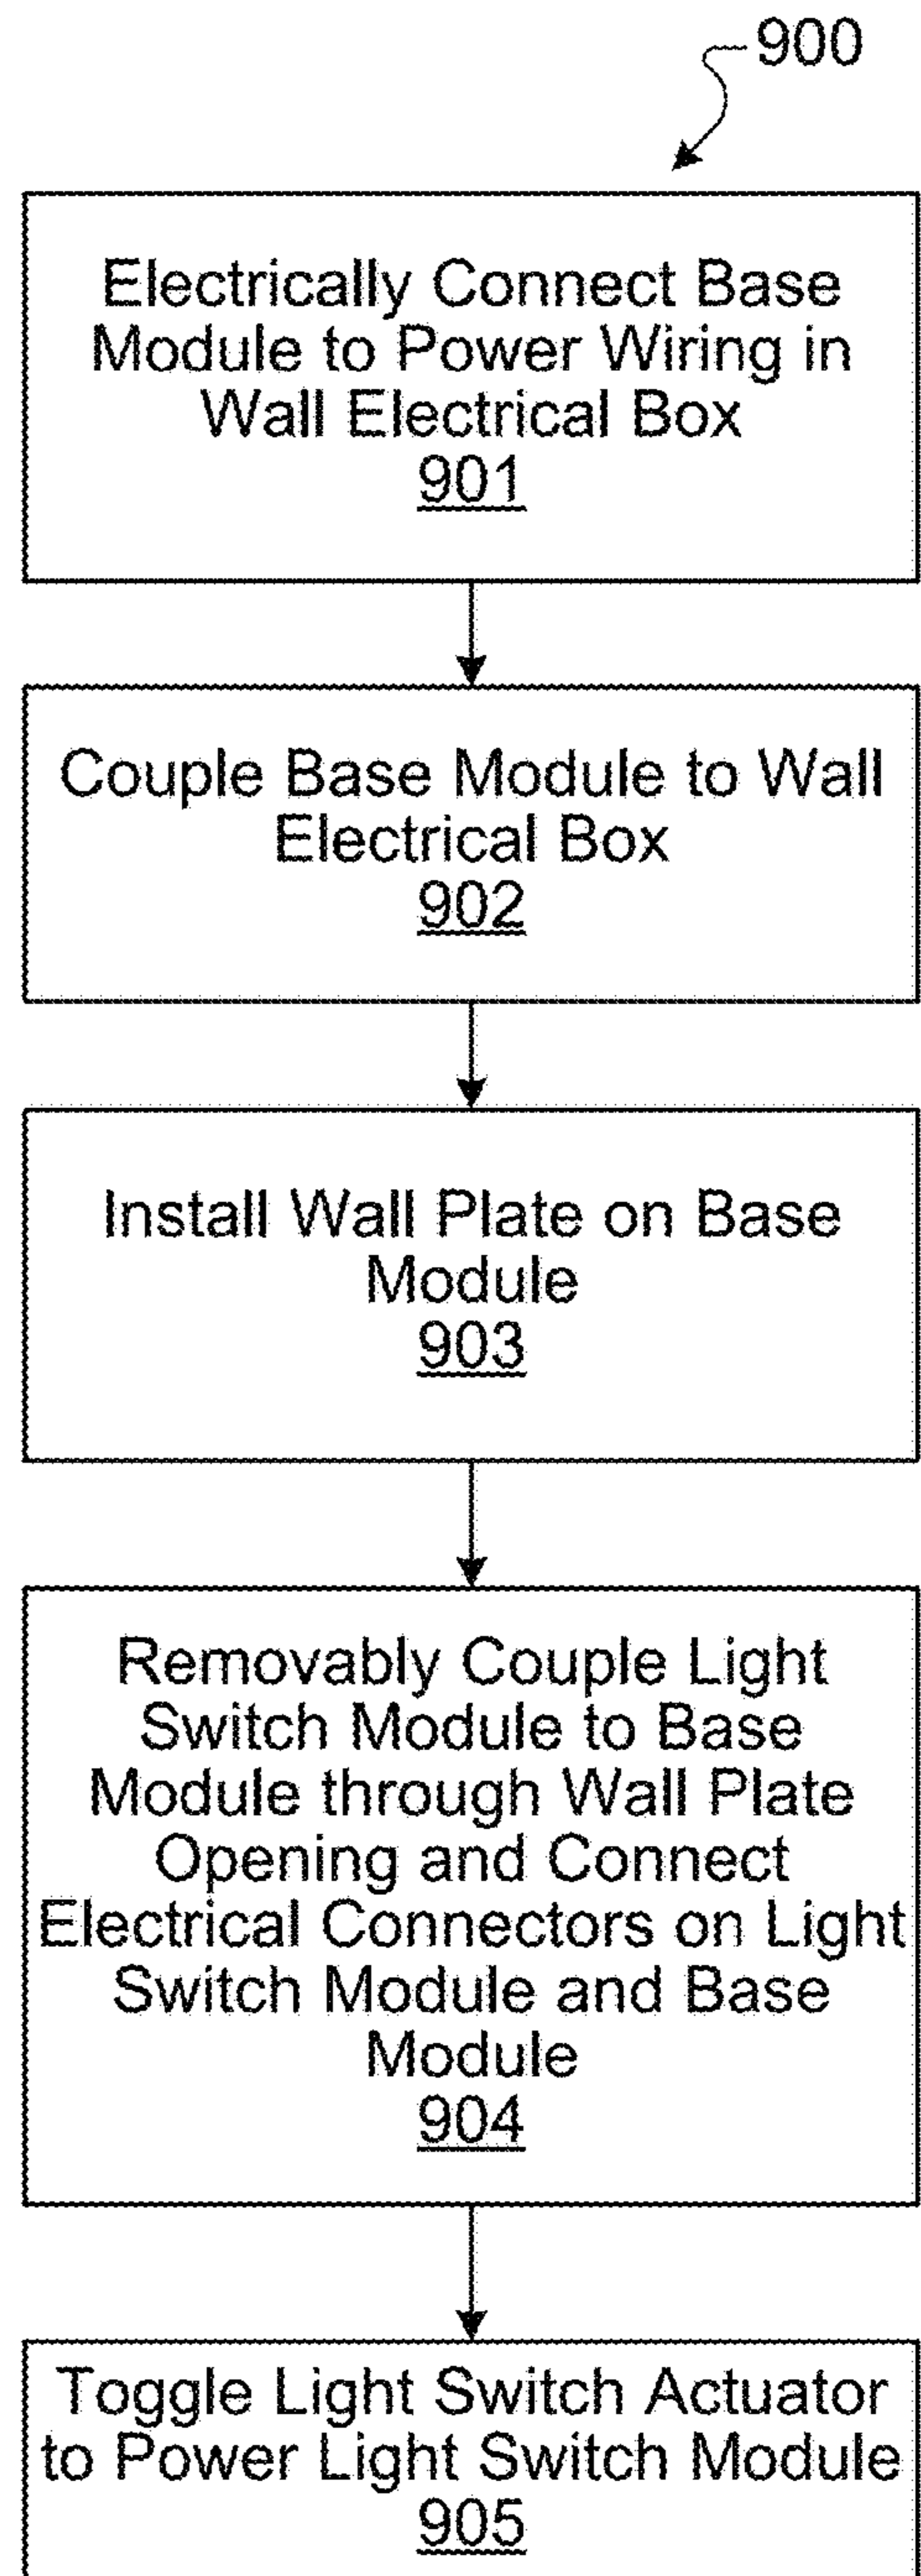 900
Electrically Connect Base
Module to Power Wiring in
Wall Electrical Box
901
Couple Base Module to Wall
Electrical Box
902
Install Wall Plate on Base
Module
903
Removably Couple Light
Switch Module to Base
Module through Wall Plate
Opening and Connect
Electrical Connectors on Light
Switch Module and Base
Module
904
Toggle Light Switch Actuator
to Power Light Switch Module
905